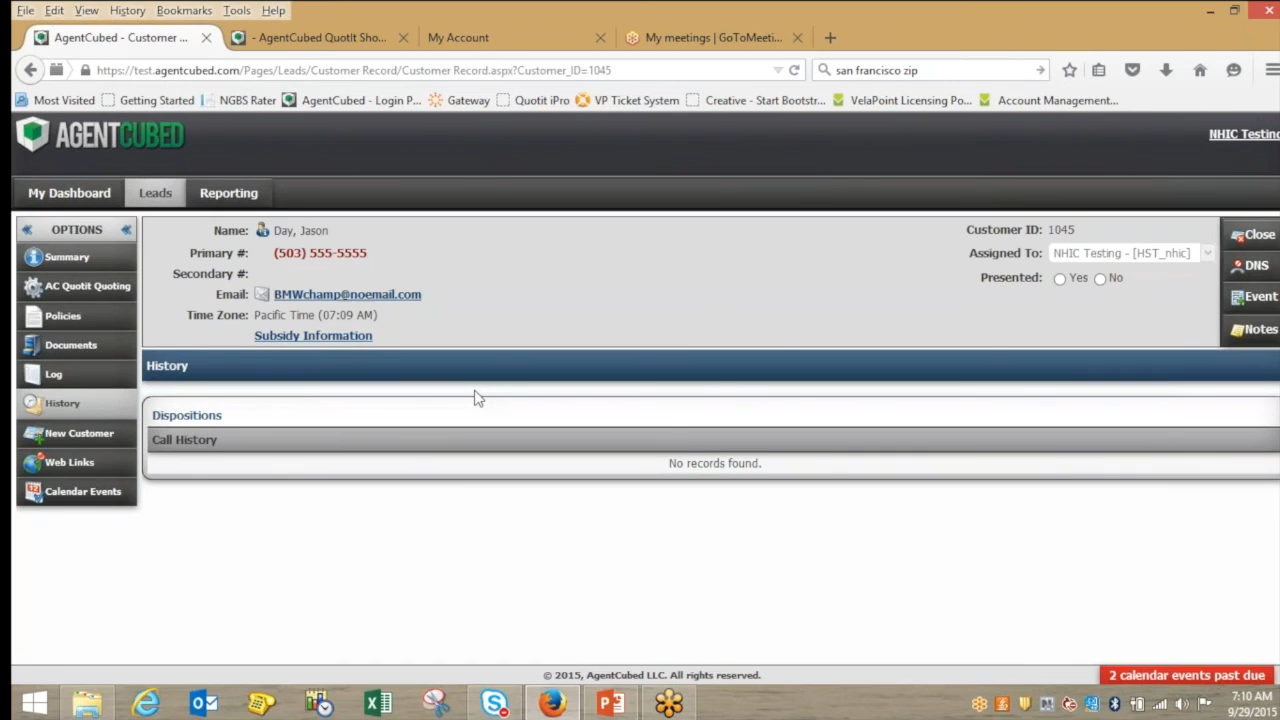 File Edit View History Bookmarks Tools Help
AgentCubed - Customer ... - AgentCubed QuotIt Sho... My Account My meetings | GoToMeeti...
https://test.agentcubed.com/Pages/Leads/Customer Record/Customer Record.aspx?Customer_ID=1045 san francisco zip
Most Visited Getting Started NGBS Rater AgentCubed - Login P... Gateway Quotit iPro VP Ticket System Creative - Start Bootstr... VelaPoint Licensing Po... Account Management...
AGENTCUBED
NHIC Testing
My Dashboard Leads Reporting
OPTIONS
Summary
AC Quotit Quoting
Policies
Documents
Log
History
New Customer
Web Links
Calendar Events
Name: Day, Jason
Primary #: (503) 555-5555
Secondary #:
Email: BMWchamp@noemail.com
Time Zone: Pacific Time (07:09 AM)
Subsidy Information
Customer ID: 1045
Assigned To: NHIC Testing - [HST_nhic]
Presented: Yes No
Close
DNS
Event
Notes
History
Dispositions
Call History
No records found.
© 2015, AgentCubed LLC. All rights reserved.
2 calendar events past due
7:10 AM
9/29/2015